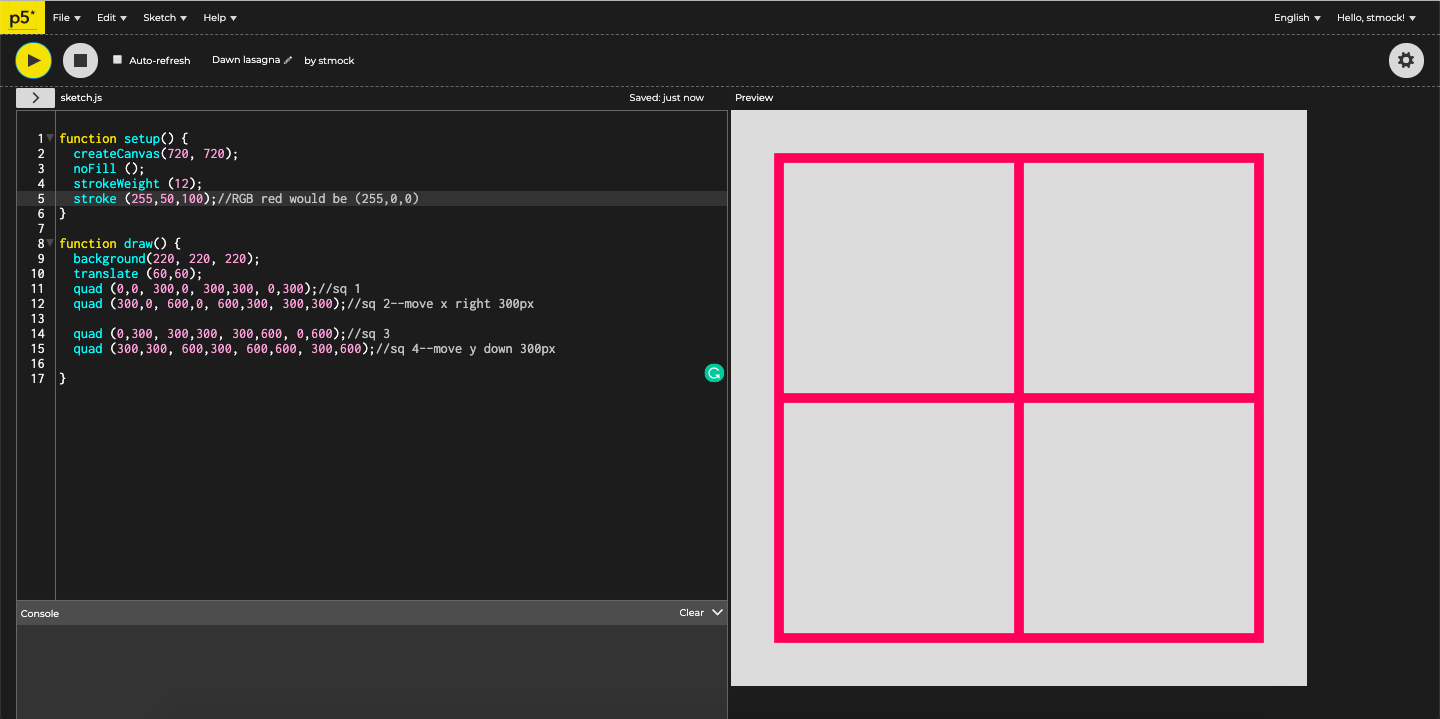 p5* File Edit Sketch Help English Hello, stmock!
Auto-refresh Dawn lasagna by stmock
sketch.js Saved: just now Preview
1 function setup() {
2   createCanvas(720, 720);
3   noFill ();
4   strokeWeight (12);
5   stroke (255,50,100);//RGB red would be (255,0,0)
6 }
7
8 function draw() {
9   background(220, 220, 220);
10   translate (60,60);
11   quad (0,0, 300,0, 300,300, 0,300);//sq 1
12   quad (300,0, 600,0, 600,300, 300,300);//sq 2--move x right 300px
13
14   quad (0,300, 300,300, 300,600, 0,600);//sq 3
15   quad (300,300, 600,300, 600,600, 300,600);//sq 4--move y down 300px
16
17 }
Console Clear